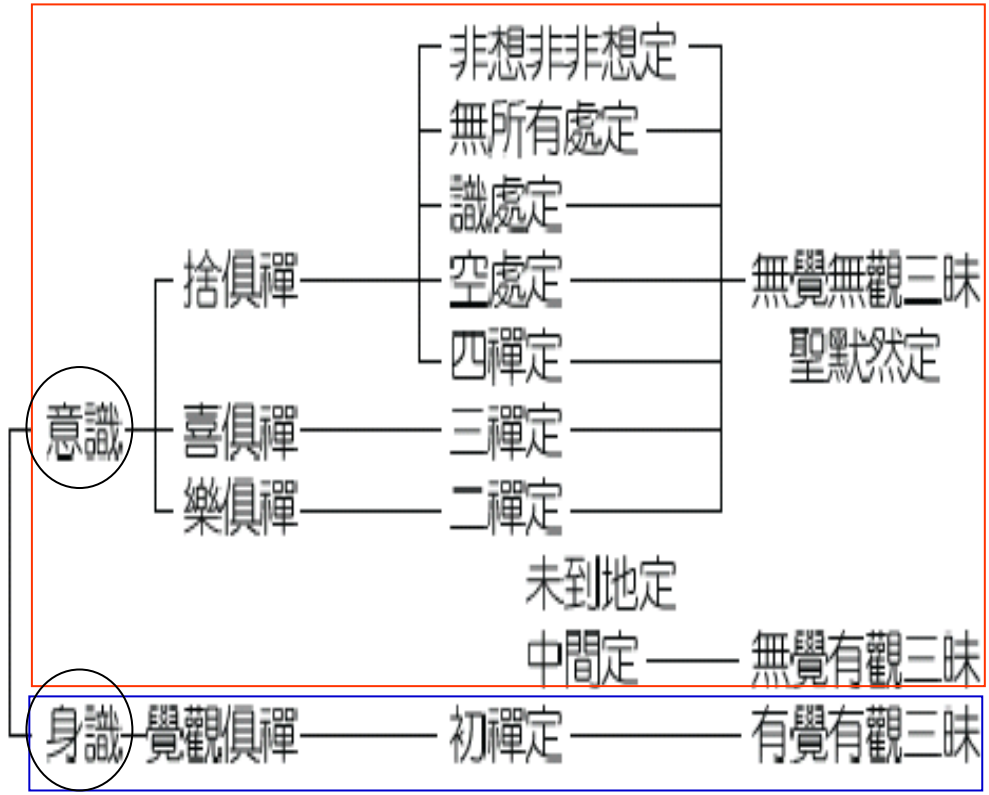 非想非非想定
無所有處定
識處定
捨俱禪 空處定 無覺無觀三昧
四禪定 聖默然定
意識 喜俱禪 三禪定
樂俱禪 二禪定
未到地定
中間定 無覺有觀三昧
身識 覺觀俱禪 初禪定 有覺有觀三昧